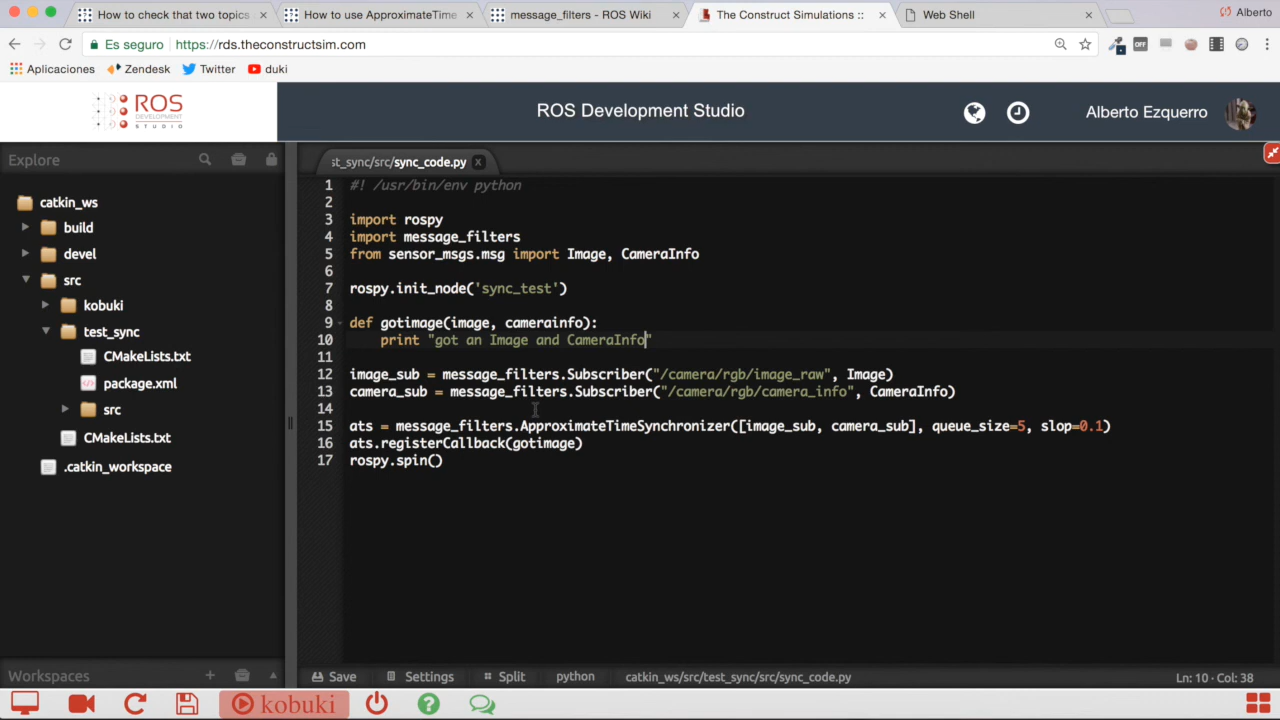 How to check that two topics
How to use ApproximateTime
message_filters - ROS Wiki
The Construct Simulations ::
Web Shell
Alberto
Es seguro https://rds.theconstructsim.com
OFF
Aplicaciones Zendesk Twitter duki
ROS
DEVELOPMENT
STUDIO
ROS Development Studio
Alberto Ezquerro
Explore
st_sync/src/sync_code.py x
catkin_ws
build
devel
src
kobuki
test_sync
CMakeLists.txt
package.xml
src
CMakeLists.txt
.catkin_workspace
1 #! /usr/bin/env python
2
3 import rospy
4 import message_filters
5 from sensor_msgs.msg import Image, CameraInfo
6
7 rospy.init_node('sync_test')
8
9 def gotimage(image, camerainfo):
10 print "got an Image and CameraInfo"
11
12 image_sub = message_filters.Subscriber("/camera/rgb/image_raw", Image)
13 camera_sub = message_filters.Subscriber("/camera/rgb/camera_info", CameraInfo)
14
15 ats = message_filters.ApproximateTimeSynchronizer([image_sub, camera_sub], queue_size=5, slop=0.1)
16 ats.registerCallback(gotimage)
17 rospy.spin()
Workspaces
Save Settings Split python catkin_ws/src/test_sync/src/sync_code.py Ln: 10 · Col: 38
kobuki